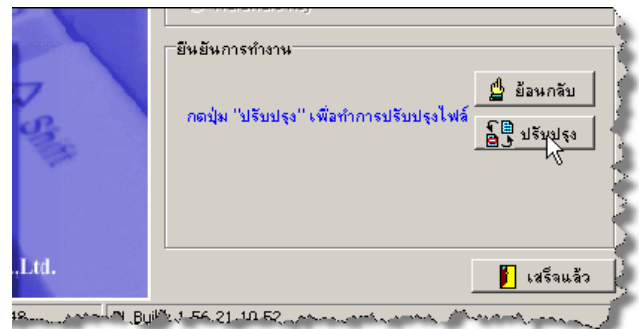 ยืนยันการทำงาน
ย้อนกลับ
กดปุ่ม "ปรับปรุง" เพื่อทำการปรับปรุงไฟล์
ปรับปรุง
Shift
.,Ltd.
เสร็จแล้ว
1.56.21.10.52